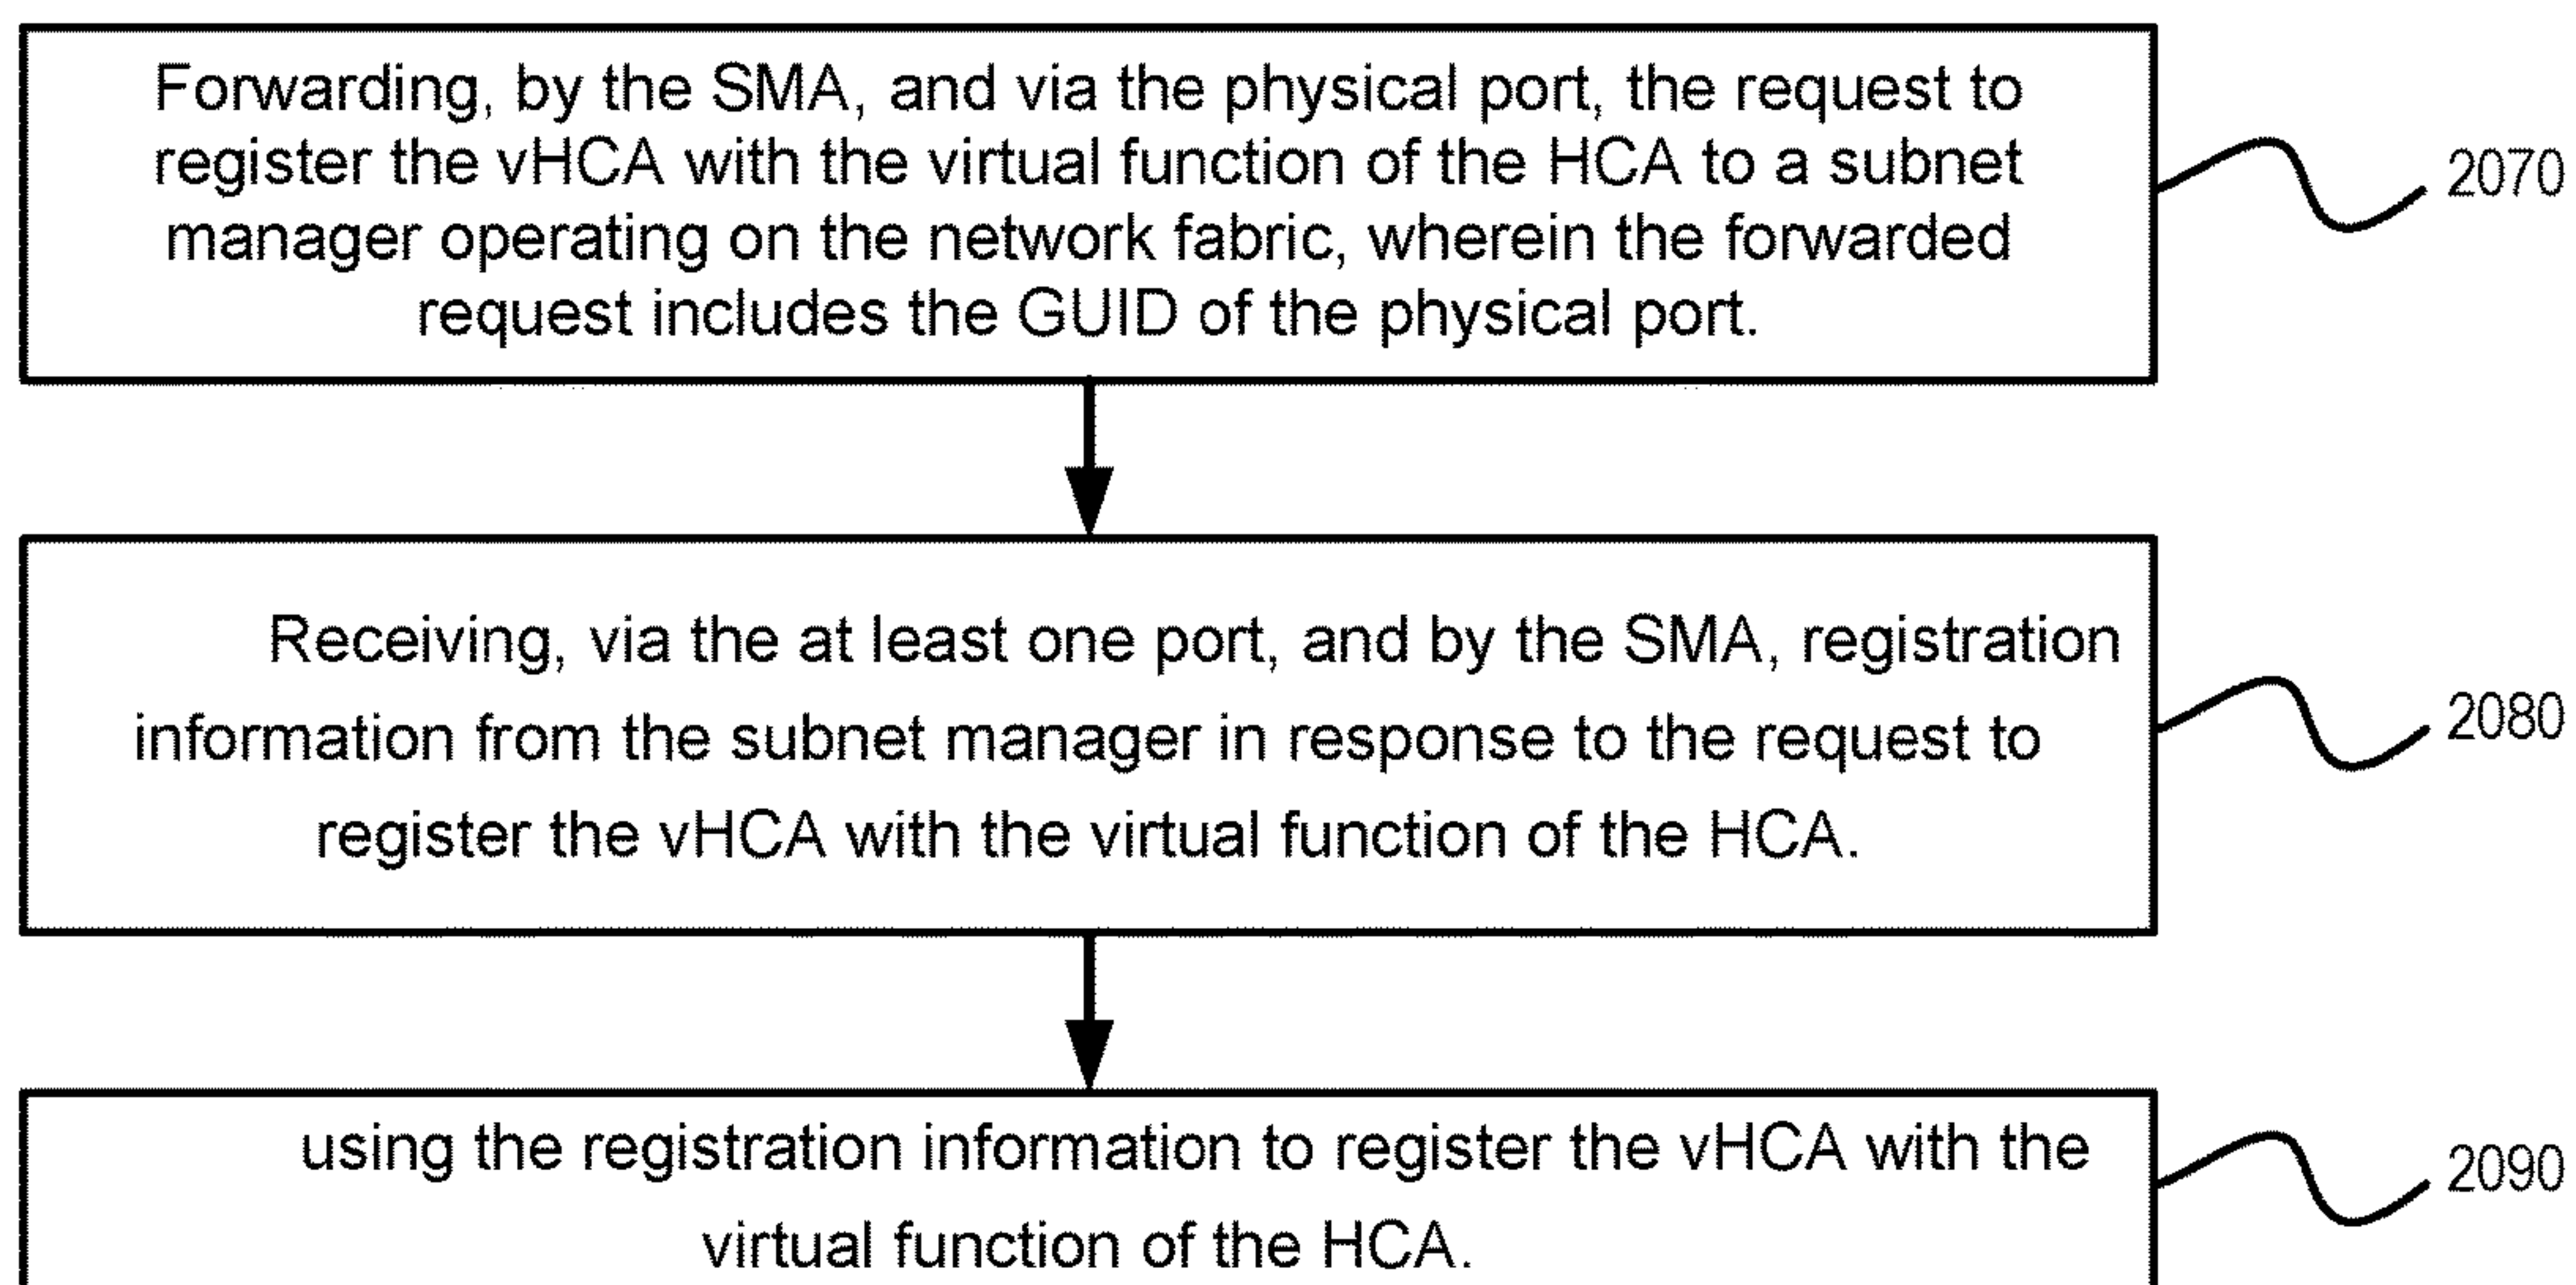 Forwarding, by the SMA, and via the physical port, the request to
register the vHCA with the virtual function of the HCA to a subnet
manager operating on the network fabric, wherein the forwarded
request includes the GUID of the physical port.
2070
Receiving, via the at least one port, and by the SMA, registration
information from the subnet manager in response to the request to
register the vHCA with the virtual function of the HCA.
2080
using the registration information to register the vHCA with the
virtual function of the HCA.
2090